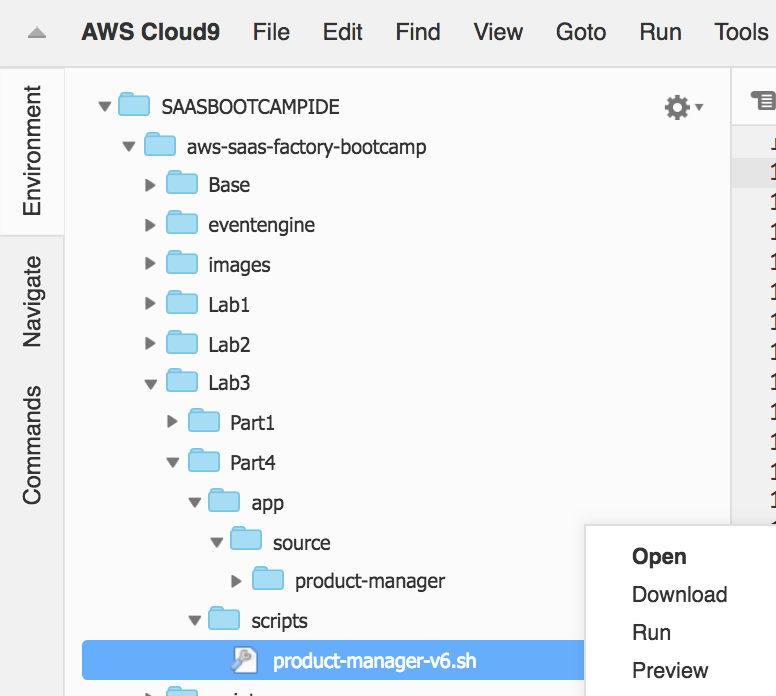 AWS Cloud9 File Edit Find View Goto Run Tools
Environment
Navigate
Commands
SAASBOOTCAMPIDE
aws-saas-factory-bootcamp
Base
eventengine
images
Lab1
Lab2
Lab3
Part1
Part4
app
source
product-manager
scripts
product-manager-v6.sh
Open
Download
Run
Preview